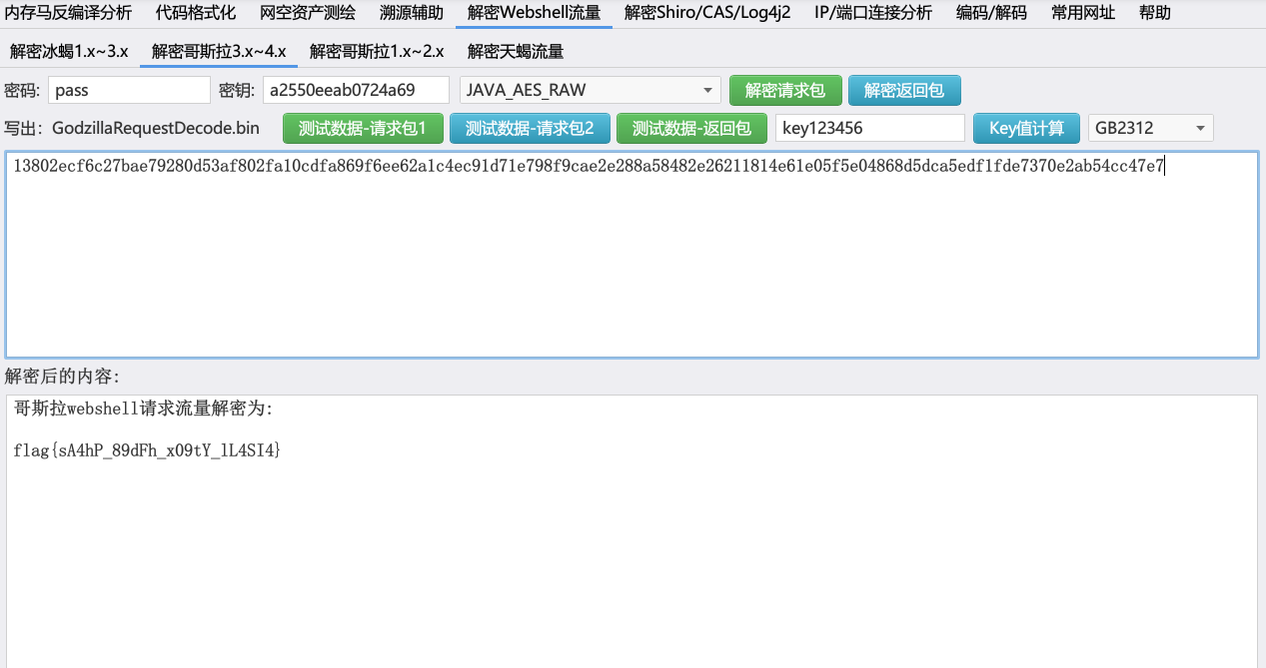 内存马反编译分析 代码格式化 网空资产测绘 溯源辅助 解密Webshell流量 解密Shiro/CAS/Log4j2 IP/端口连接分析 编码/解码 常用网址 帮助
解密冰蝎1.x~3.x 解密哥斯拉3.x~4.x 解密哥斯拉1.x~2.x 解密天蝎流量
密码: pass 密钥: a2550eeab0724a69 JAVA_AES_RAW 解密请求包 解密返回包
写出: GodzillaRequestDecode.bin 测试数据-请求包1 测试数据-请求包2 测试数据-返回包 key123456 Key值计算 GB2312
13802ecf6c27bae79280d53af802fa10cdfa869f6ee62a1c4ec91d71e798f9cae2e288a58482e26211814e61e05f5e04868d5dca5edf1fde7370e2ab54cc47e7
解密后的内容:
哥斯拉webshell请求流量解密为:
flag{sA4hP_89dFh_x09tY_lL4SI4}